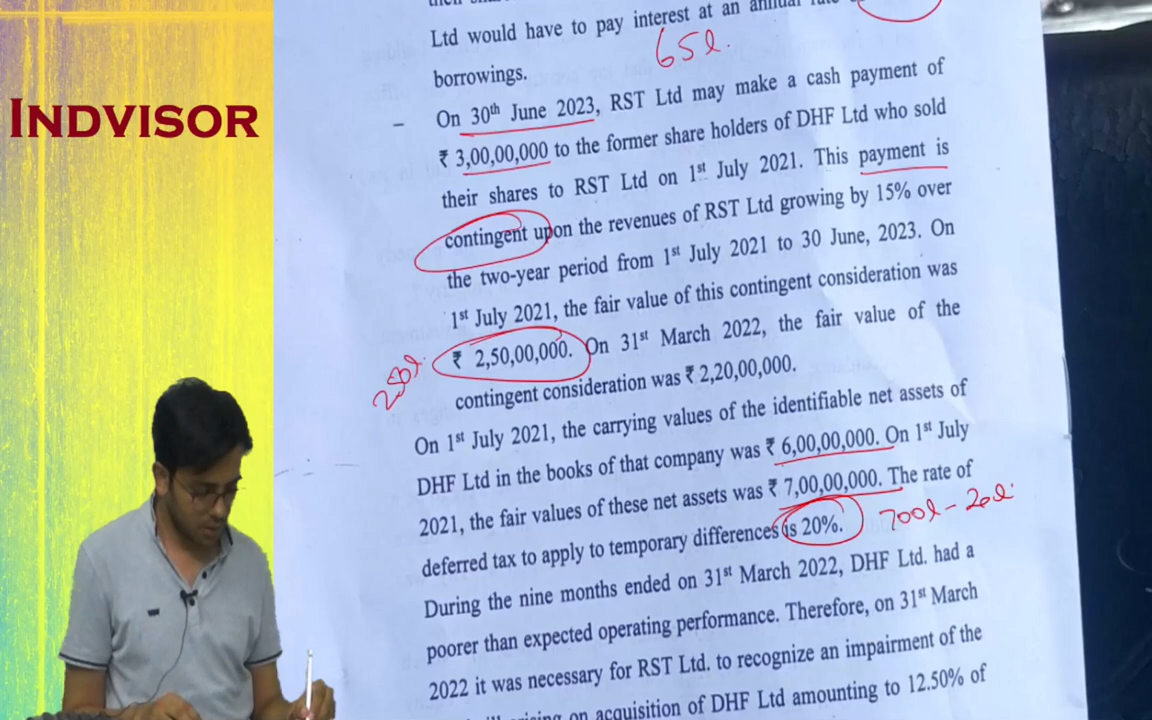 INDVISOR
Ltd would have to pay interest at an annual rate
65l.
borrowings.
– On 30th June 2023, RST Ltd may make a cash payment of
₹ 3,00,00,000 to the former share holders of DHF Ltd who sold
their shares to RST Ltd on 1st July 2021. This payment is
contingent upon the revenues of RST Ltd growing by 15% over
the two-year period from 1st July 2021 to 30 June, 2023. On
1st July 2021, the fair value of this contingent consideration was
250l. ₹ 2,50,00,000. On 31st March 2022, the fair value of the
contingent consideration was ₹ 2,20,00,000.
On 1st July 2021, the carrying values of the identifiable net assets of
DHF Ltd in the books of that company was ₹ 6,00,00,000. On 1st July
2021, the fair values of these net assets was ₹ 7,00,00,000. The rate of
deferred tax to apply to temporary differences is 20%. 700l - 20l.
During the nine months ended on 31st March 2022, DHF Ltd. had a
poorer than expected operating performance. Therefore, on 31st March
2022 it was necessary for RST Ltd. to recognize an impairment of the
on acquisition of DHF Ltd amounting to 12.50% of